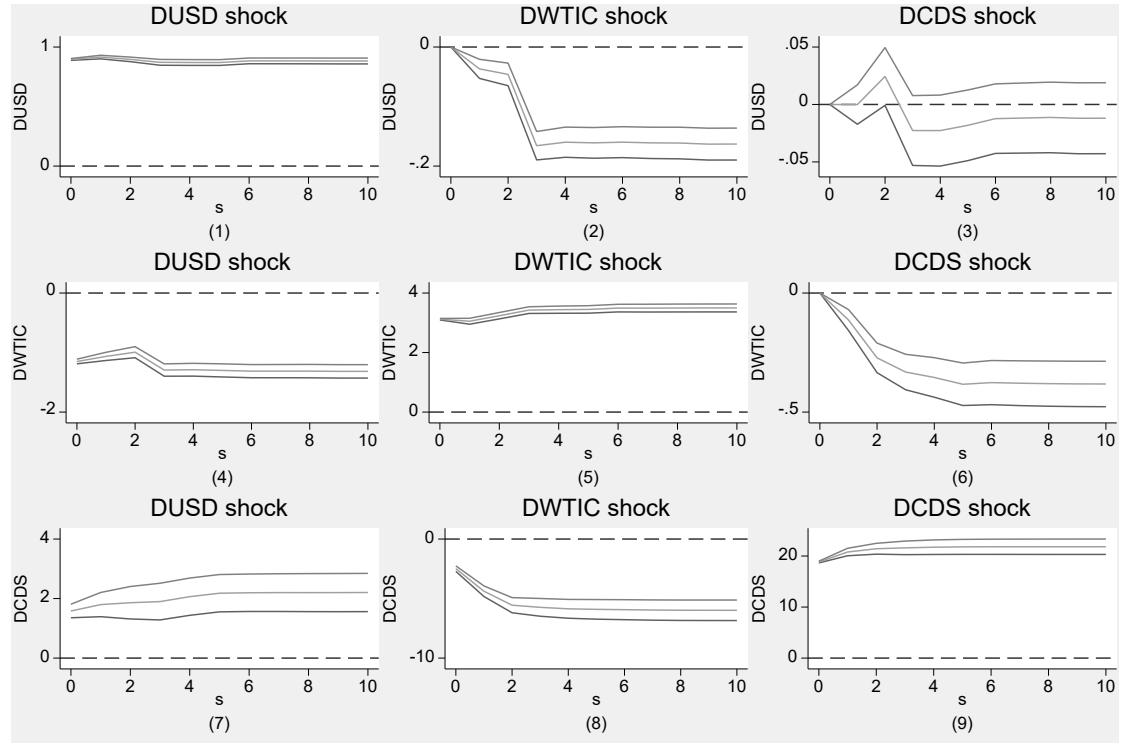 DUSD shock
DWTIC shock
DCDS shock
1
0
DUSD
0 2 4 6 8 10
s
(1)
0
-.2
DUSD
0 2 4 6 8 10
s
(2)
.05
0
-.05
DUSD
0 2 4 6 8 10
s
(3)
DUSD shock
DWTIC shock
DCDS shock
0
-2
DWTIC
0 2 4 6 8 10
s
(4)
4
2
0
DWTIC
0 2 4 6 8 10
s
(5)
0
-.5
DWTIC
0 2 4 6 8 10
s
(6)
DUSD shock
DWTIC shock
DCDS shock
4
2
0
DCDS
0 2 4 6 8 10
s
(7)
0
-10
DCDS
0 2 4 6 8 10
s
(8)
20
10
0
DCDS
0 2 4 6 8 10
s
(9)